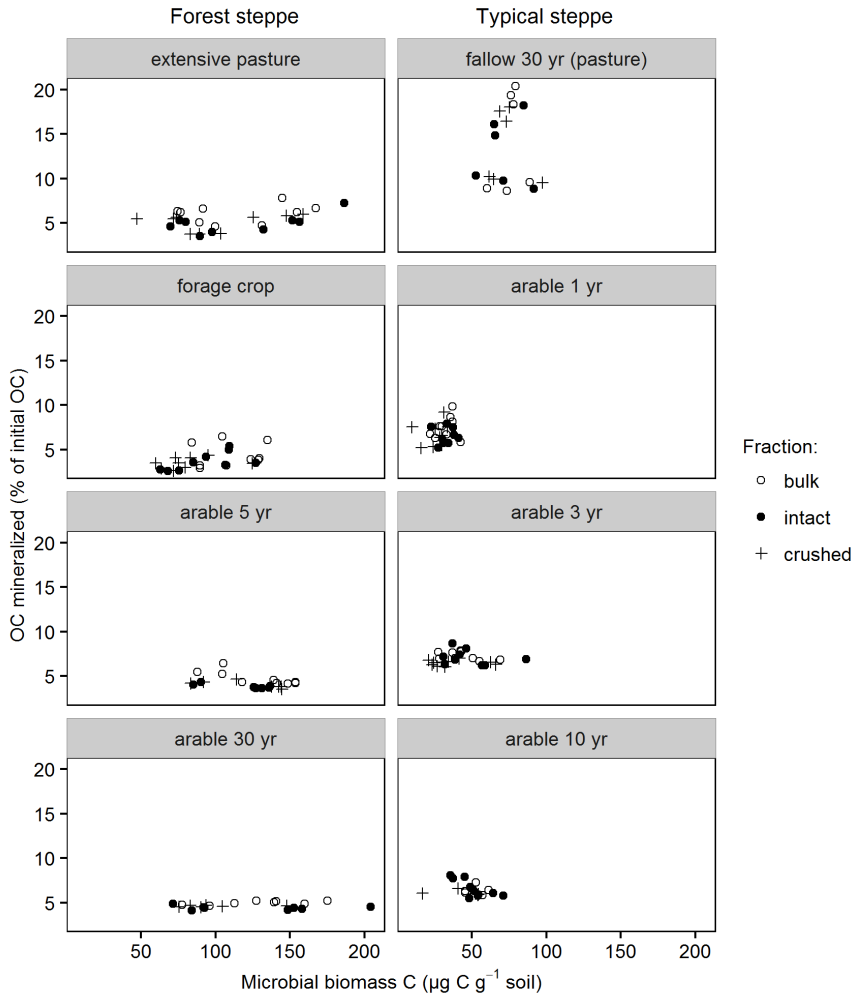 Forest steppe
Typical steppe
extensive pasture
fallow 30 yr (pasture)
20
15
10
5
forage crop
arable 1 yr
20
15
10
5
arable 5 yr
arable 3 yr
20
15
10
5
arable 30 yr
arable 10 yr
20
15
10
5
50 100 150 200
50 100 150 200
OC mineralized (% of initial OC)
Microbial biomass C (µg C g⁻¹ soil)
Fraction:
bulk
intact
crushed